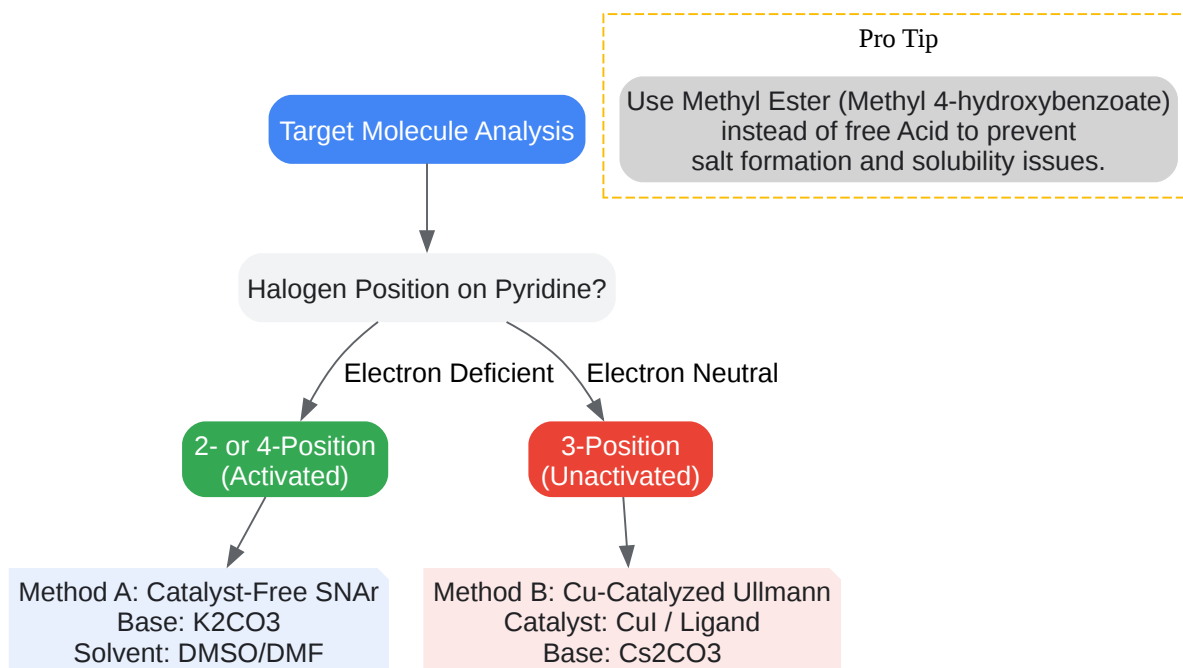 Pro Tip
Use Methyl Ester (Methyl 4-hydroxybenzoate)
instead of free Acid to prevent
salt formation and solubility issues.
Target Molecule Analysis
Halogen Position on Pyridine?
Electron Deficient
Electron Neutral
2- or 4-Position
(Activated)
3-Position
(Unactivated)
Method A: Catalyst-Free SNAr
Base: K2CO3
Solvent: DMSO/DMF
Method B: Cu-Catalyzed Ullmann
Catalyst: CuI / Ligand
Base: Cs2CO3